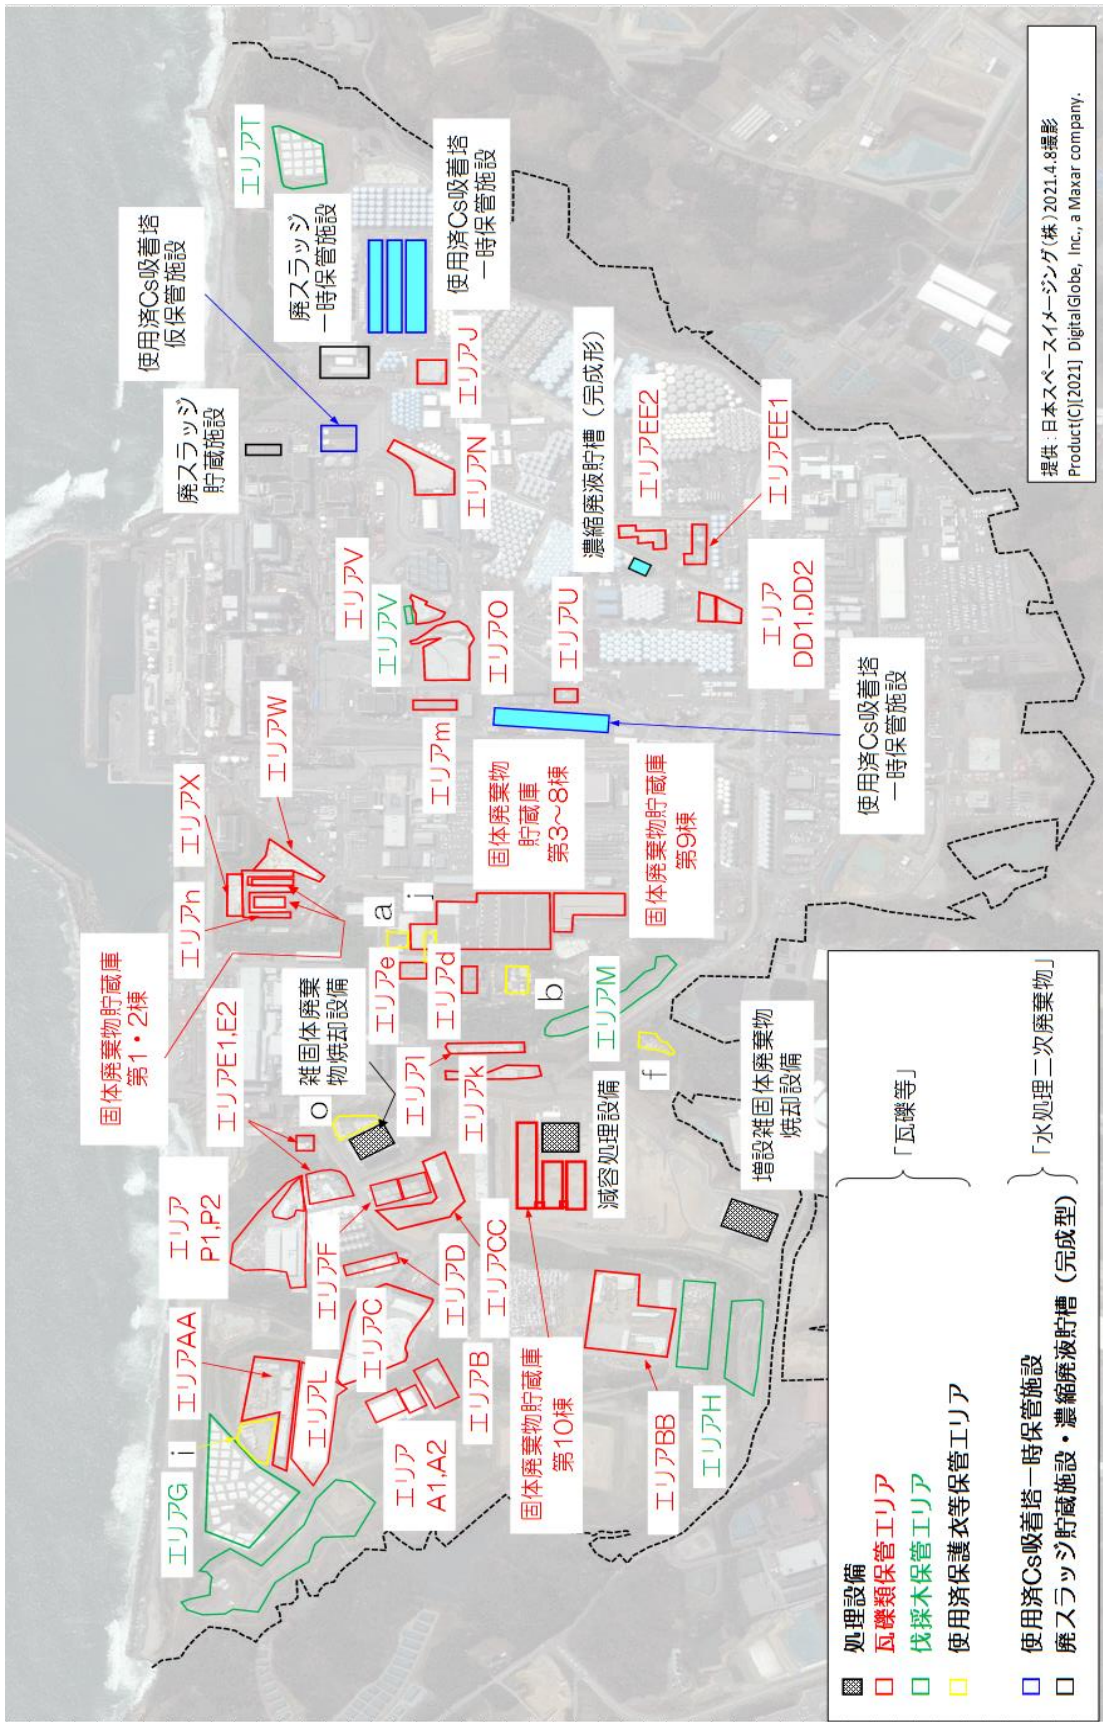 エリアG
i
エリアAA
エリアL
エリアC
エリア
A1,A2
エリアB
エリア
P1,P2
エリアF
エリアD
エリアCC
エリアE1,E2
o
雑固体廃棄
物焼却設備
固体廃棄物貯蔵庫
第1・2棟
エリアn
エリアX
エリアW
エリアl
エリアk
エリアe
エリアd
a
j
b
エリアM
f
減容処理設備
固体廃棄物貯蔵庫
第10棟
エリアBB
エリアH
増設雑固体廃棄物
焼却設備
固体廃棄物
貯蔵庫
第3～8棟
固体廃棄物貯蔵庫
第9棟
エリアm
エリアO
エリアV
エリアV
エリアU
使用済Cs吸着塔
一時保管施設
エリアN
エリアJ
廃スラッジ
貯蔵施設
使用済Cs吸着塔
仮保管施設
廃スラッジ
一時保管施設
エリアT
使用済Cs吸着塔
一時保管施設
濃縮廃液貯槽（完成形）
エリアEE2
エリアEE1
エリア
DD1,DD2
処理設備
瓦礫類保管エリア
伐採木保管エリア
使用済保護衣等保管エリア
「瓦礫等」
使用済Cs吸着塔一時保管施設
廃スラッジ貯蔵施設・濃縮廃液貯槽（完成型）
「水処理二次廃棄物」
提供：日本スペースイメージング（株）2021.4.8撮影
Product(C)[2021] DigitalGlobe, Inc., a Maxar company.